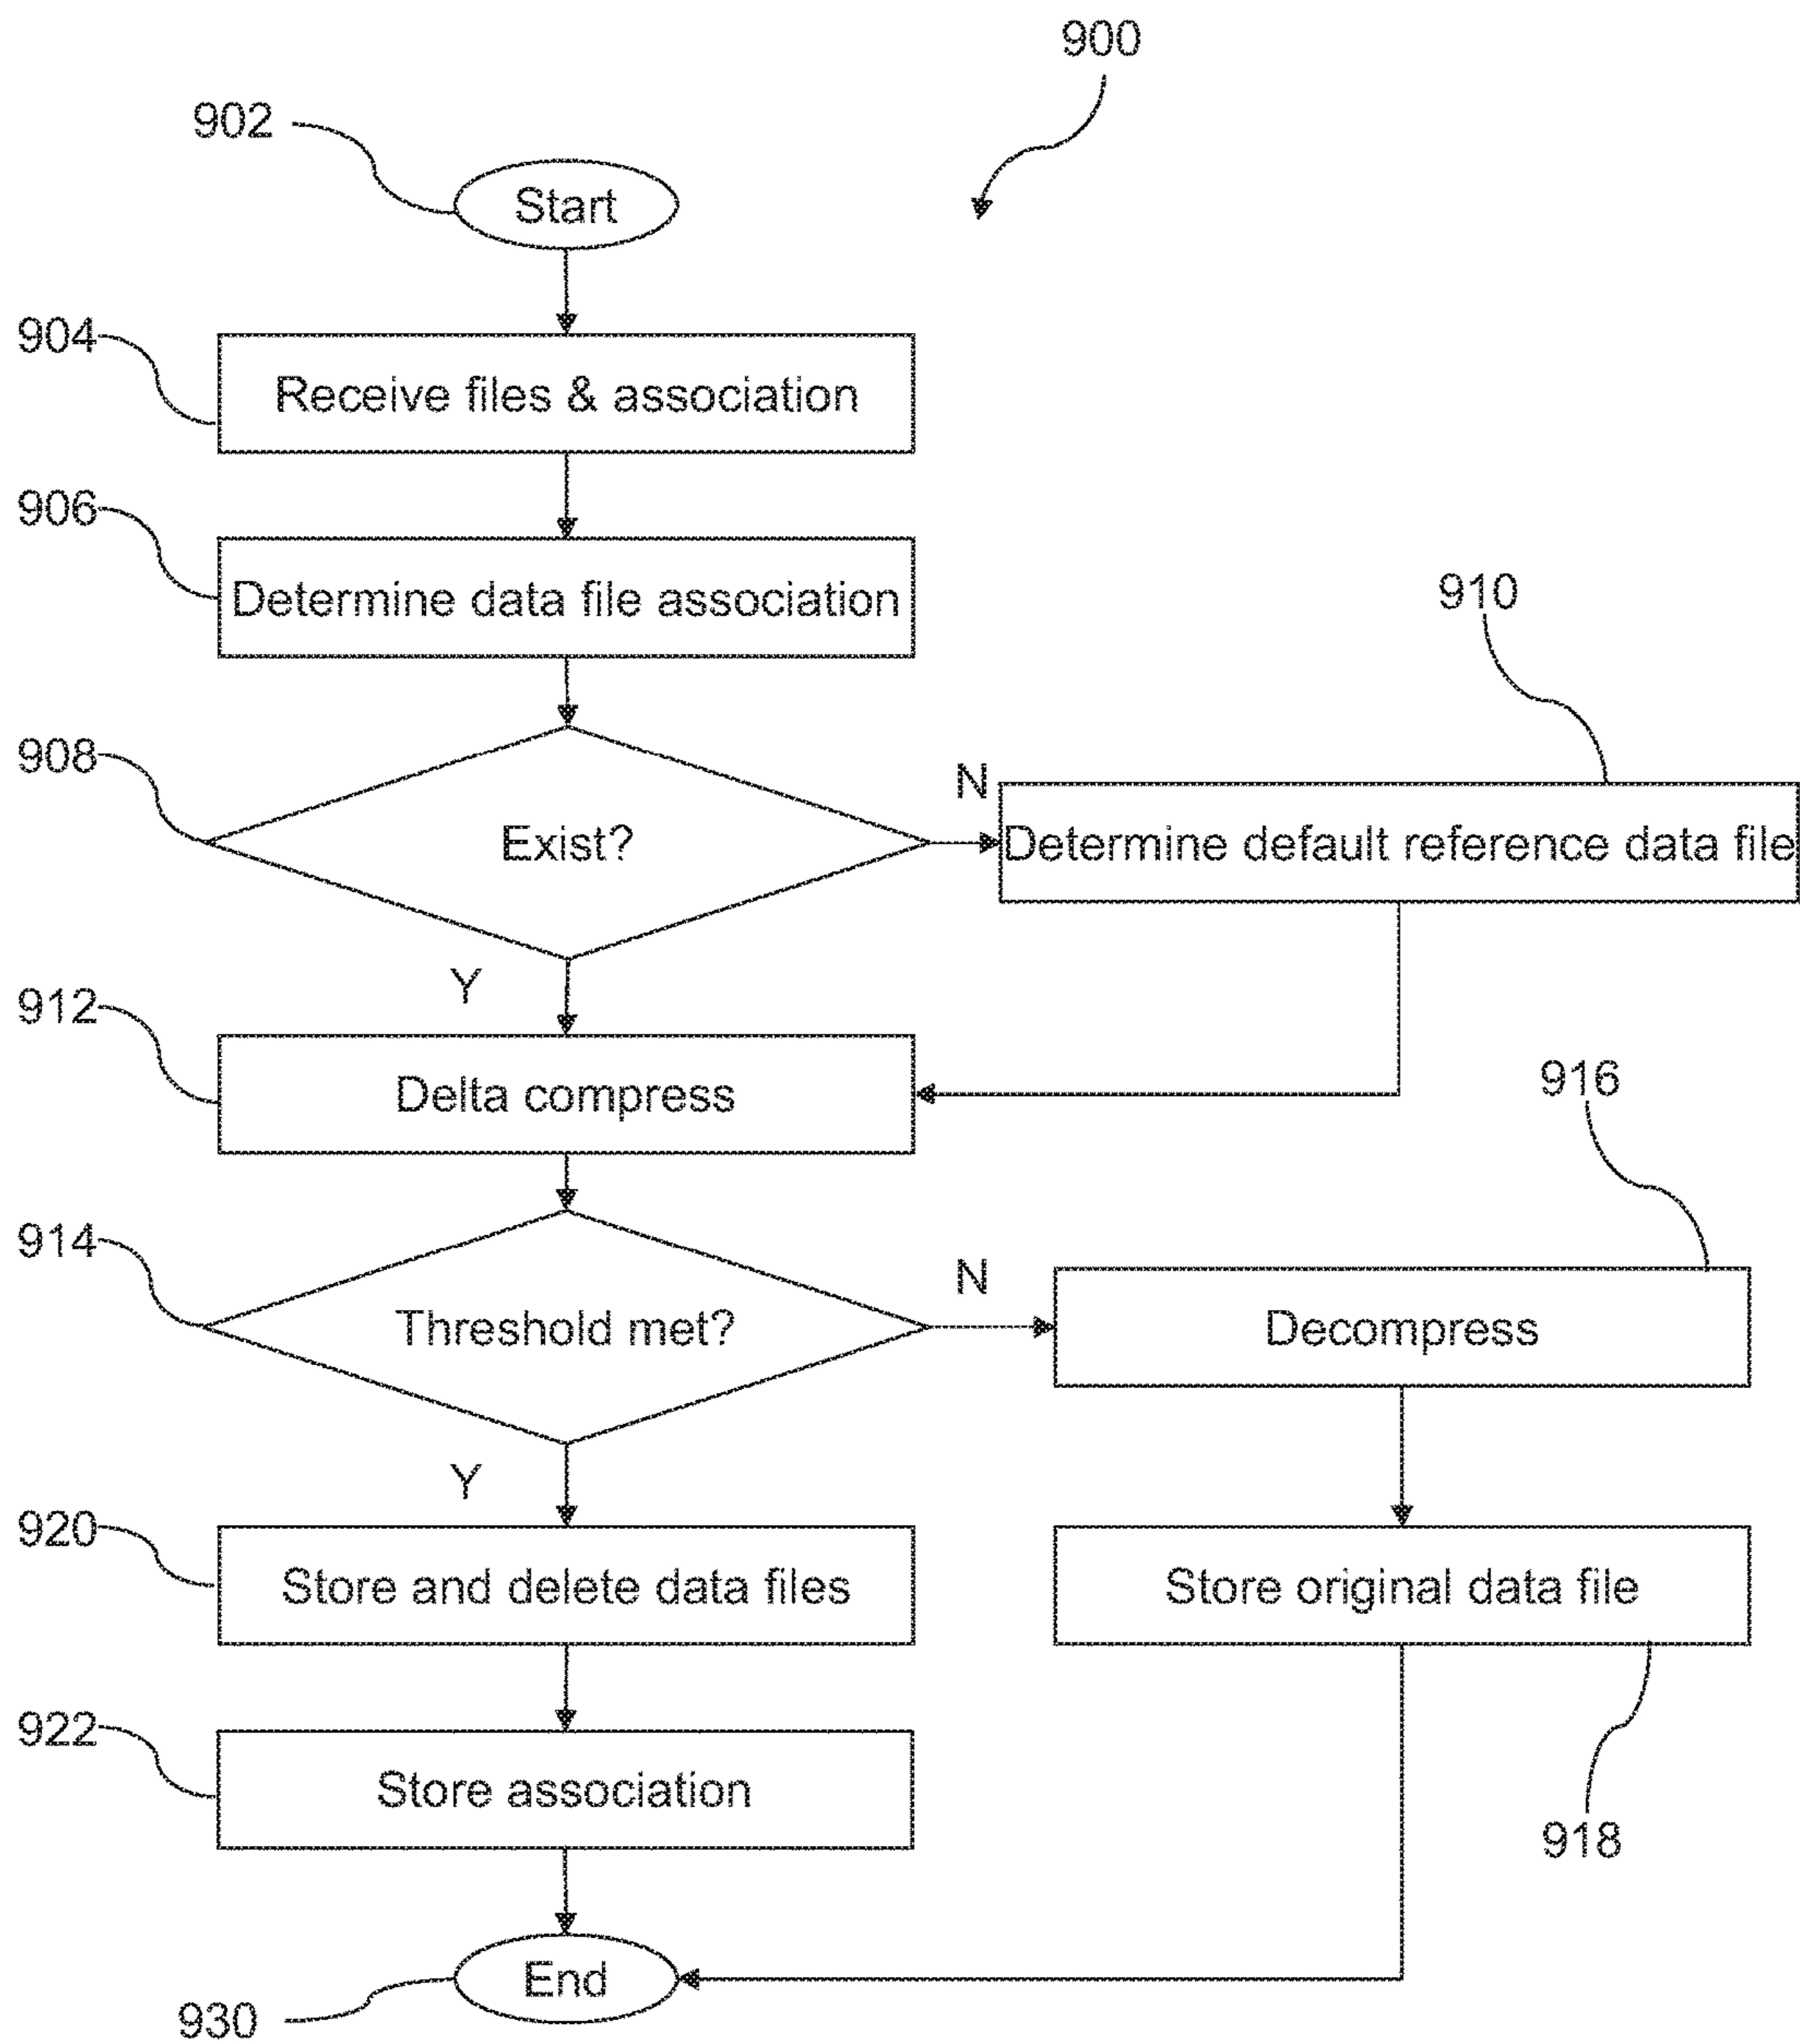 900
902
Start
904
Receive files & association
906
Determine data file association
910
908
Exist?
N
Determine default reference data file
Y
912
Delta compress
916
914
Threshold met?
N
Decompress
Y
920
Store and delete data files
Store original data file
922
Store association
918
End
930